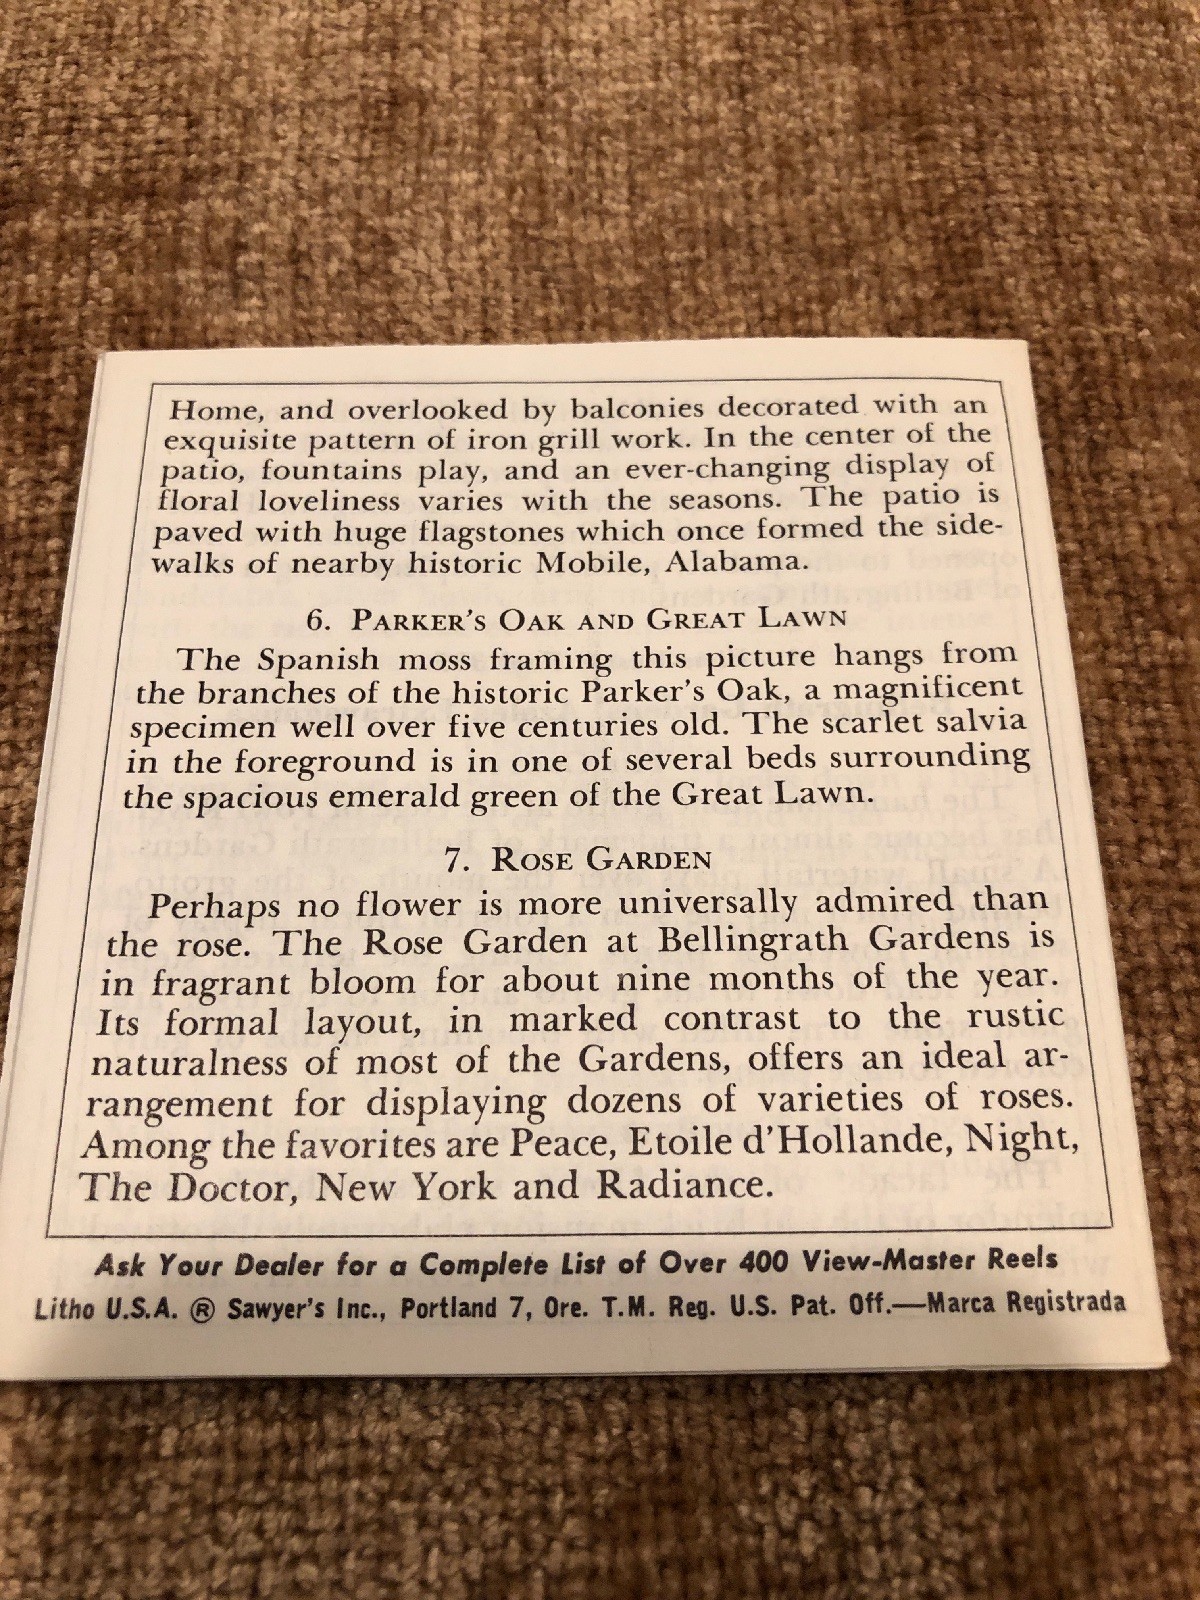 Home, and overlooked by balconies decorated with an
exquisite pattern of iron grill work. In the center of the
patio, fountains play, and an ever-changing display of
floral loveliness varies with the seasons. The patio is
paved with huge flagstones which once formed the side-
walks of nearby historic Mobile, Alabama.
6. PARKER'S OAK AND GREAT LAWN
The Spanish moss framing this picture hangs from
the branches of the historic Parker's Oak, a magnificent
specimen well over five centuries old. The scarlet salvia
in the foreground is in one of several beds surrounding
the spacious emerald green of the Great Lawn.
7. ROSE GARDEN
Perhaps no flower is more universally admired than
the rose. The Rose Garden at Bellingrath Gardens is
in fragrant bloom for about nine months of the year.
Its formal layout, in marked contrast to the rustic
naturalness of most of the Gardens, offers an ideal ar-
rangement for displaying dozens of varieties of roses.
Among the favorites are Peace, Etoile d'Hollande, Night,
The Doctor, New York and Radiance.
Ask Your Dealer for a Complete List of Over 400 View-Master Reels
Litho U.S.A. ® Sawyer's Inc., Portland 7, Ore. T.M. Reg. U.S. Pat. Off.—Marca Registrada